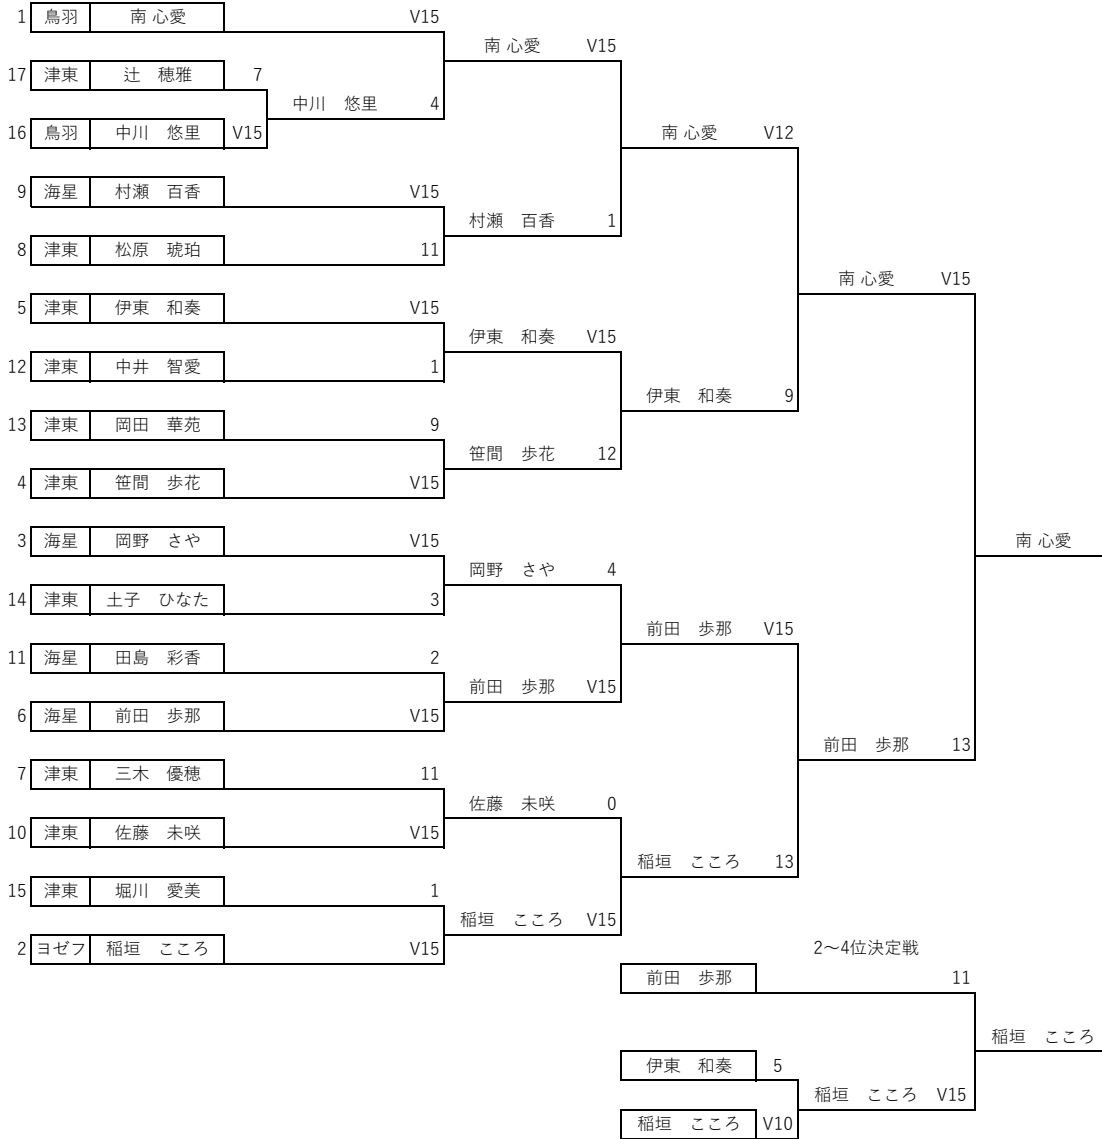 1 鳥羽 南 心愛 V15
南 心愛 V15
17 津東 辻　穂雅 7
中川　悠里 4
16 鳥羽 中川　悠里 V15
南 心愛 V12
9 海星 村瀬　百香 V15
村瀬　百香 1
8 津東 松原　琥珀 11
南 心愛 V15
5 津東 伊東　和奏 V15
伊東　和奏 V15
12 津東 中井　智愛 1
伊東　和奏 9
13 津東 岡田　華苑 9
笹間　歩花 12
4 津東 笹間　歩花 V15
3 海星 岡野　さや V15
南 心愛
岡野　さや 4
14 津東 土子　ひなた 3
前田　歩那 V15
11 海星 田島　彩香 2
前田　歩那 V15
6 海星 前田　歩那 V15
前田　歩那 13
7 津東 三木　優穂 11
佐藤　未咲 0
10 津東 佐藤　未咲 V15
稲垣　こころ 13
15 津東 堀川　愛美 1
稲垣　こころ V15
2 ヨゼフ 稲垣　こころ V15
2〜4位決定戦
前田　歩那 11
稲垣　こころ
伊東　和奏 5
稲垣　こころ V15
稲垣　こころ V10